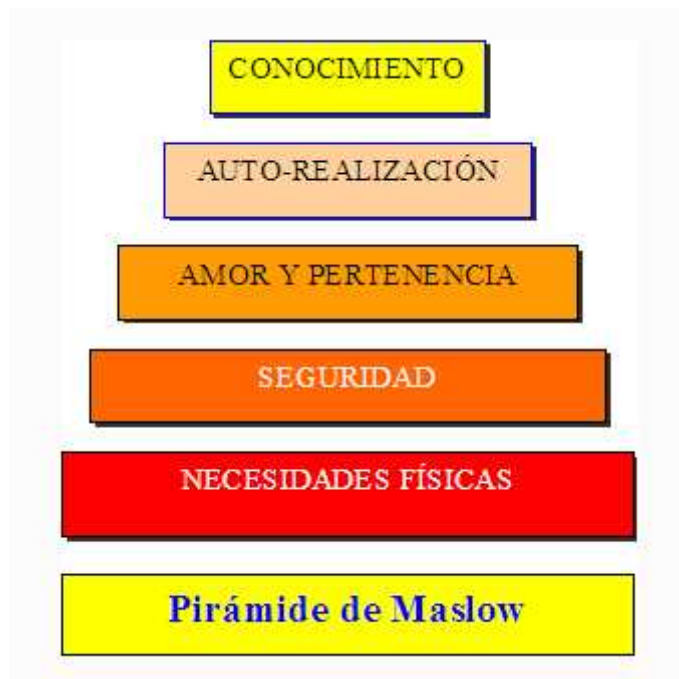 CONOCIMIENTO
AUTO-REALIZACIÓN
AMOR Y PERTENENCIA
SEGURIDAD
NECESIDADES FÍSICAS
Pirámide de Maslow